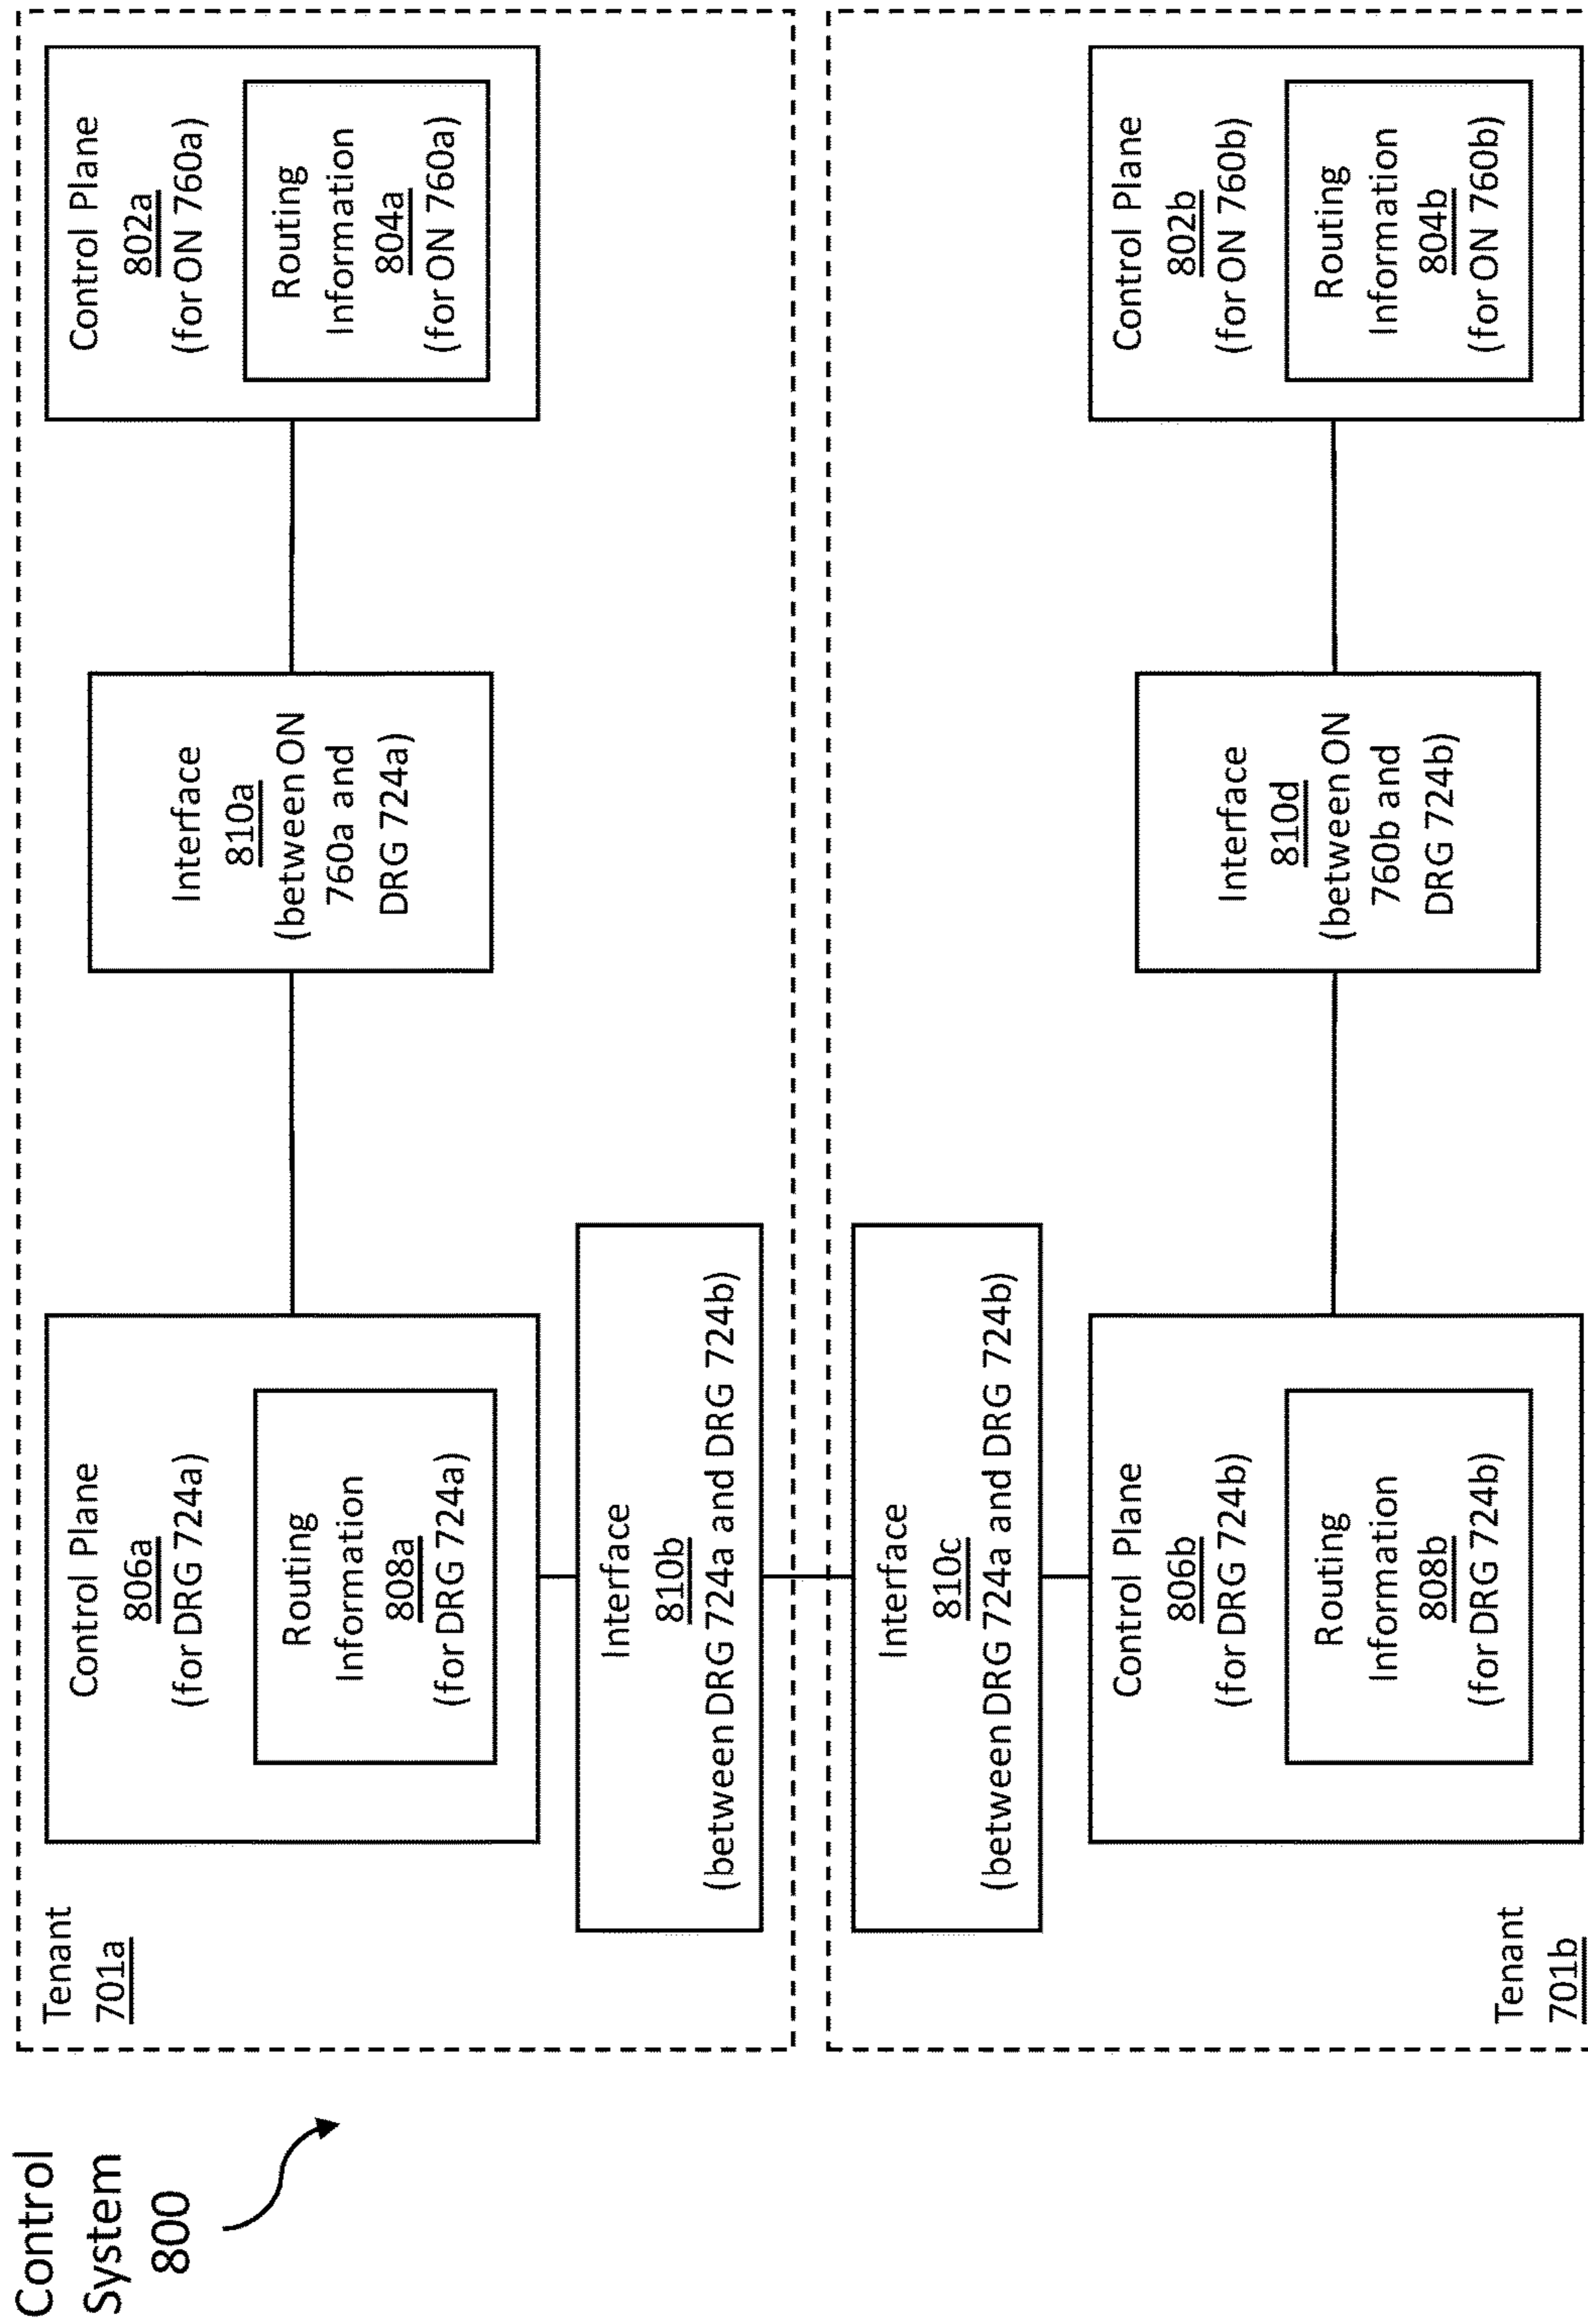 Control
System
800
Tenant
701a
Control Plane
806a
(for DRG 724a)
Routing
Information
808a
(for DRG 724a)
Interface
810a
(between ON
760a and
DRG 724a)
Control Plane
802a
(for ON 760a)
Routing
Information
804a
(for ON 760a)
Interface
810b
(between DRG 724a and DRG 724b)
Interface
810c
(between DRG 724a and DRG 724b)
Control Plane
806b
(for DRG 724b)
Routing
Information
808b
(for DRG 724b)
Interface
810d
(between ON
760b and
DRG 724b)
Control Plane
802b
(for ON 760b)
Routing
Information
804b
(for ON 760b)
Tenant
701b